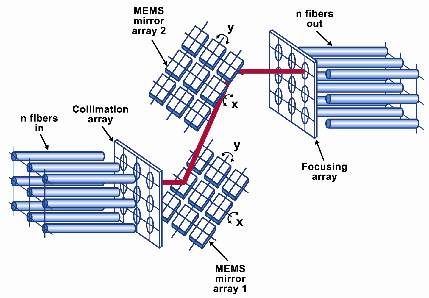 MEMS
mirror
array 2
y
n fibers
out
Collimation
array
n fibers
in
x
y
Focusing
array
x
MEMS
mirror
array 1